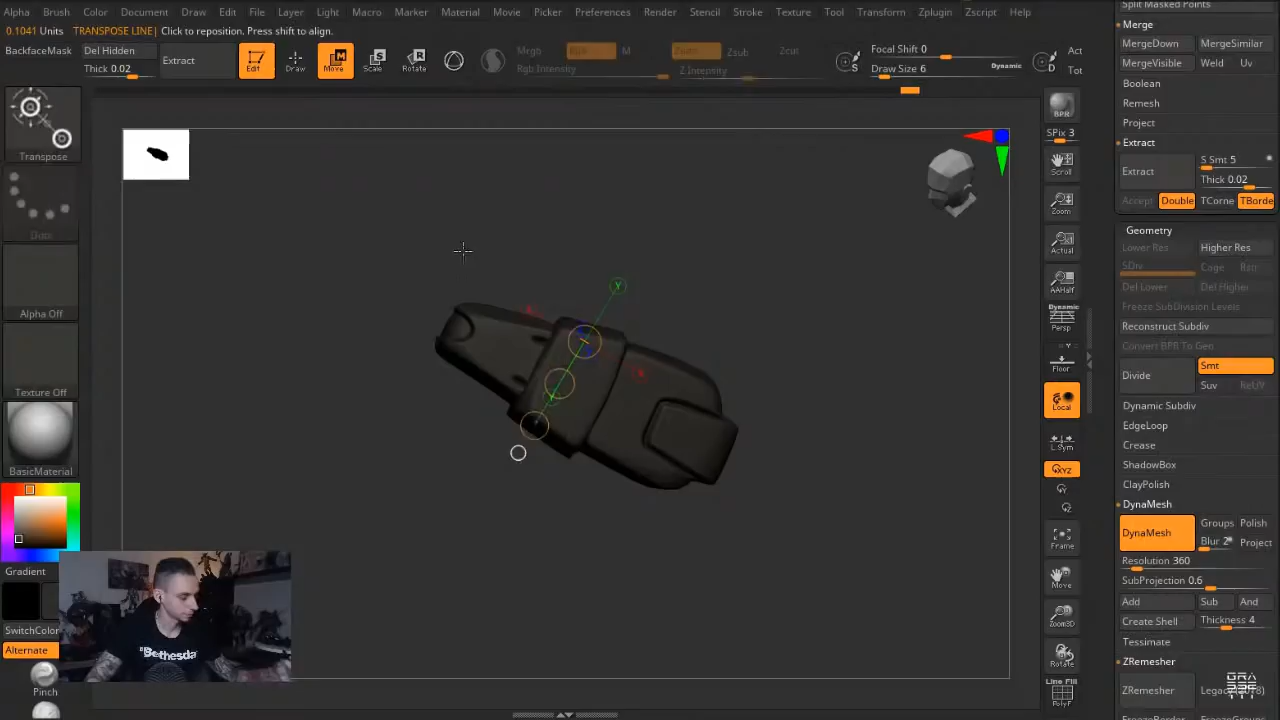 Alpha Brush Color Document Draw Edit File Layer Light Macro Marker Material Movie Picker Preferences Render Stencil Stroke Texture Tool Transform Zplugin Zscript Help
0.1041 Units TRANSPOSE LINE| Click to reposition. Press shift to align.
BackfaceMask Del Hidden
Thick 0.02
Extract
Edit Draw Move Scale Rotate
Mrgb Rgb M
Rgb Intensity
Zadd Zsub Zcut
Z Intensity
Focal Shift 0
Draw Size 6 Dynamic
S
D
Act
Tot
Transpose
Dots
Alpha Off
Texture Off
BasicMaterial
Gradient
SwitchColor
Alternate
Pinch
Bethesda
Y
BPR
SPix 3
Scroll
Zoom
Actual
AAHalf
Dynamic
Persp
Floor
Local
L.Sym
XYZ
Y
Z
Frame
Move
Zoom3D
Rotate
Line Fill
PolyF
Split Masked Points
Merge
MergeDown MergeSimilar
MergeVisible Weld Uv
Boolean
Remesh
Project
Extract
Extract S Smt 5
Thick 0.02
Accept Double TCorne TBorde
Geometry
Lower Res Higher Res
SDiv Cage Rstr
Del Lower Del Higher
Freeze SubDivision Levels
Reconstruct Subdiv
Convert BPR To Geo
Divide Smt
Suv ReUV
Dynamic Subdiv
EdgeLoop
Crease
ShadowBox
ClayPolish
DynaMesh
DynaMesh Groups Polish
Blur 2 Project
Resolution 360
SubProjection 0.6
Add Sub And
Create Shell Thickness 4
Tessimate
ZRemesher
ZRemesher
FreezeBorder FreezeGroups